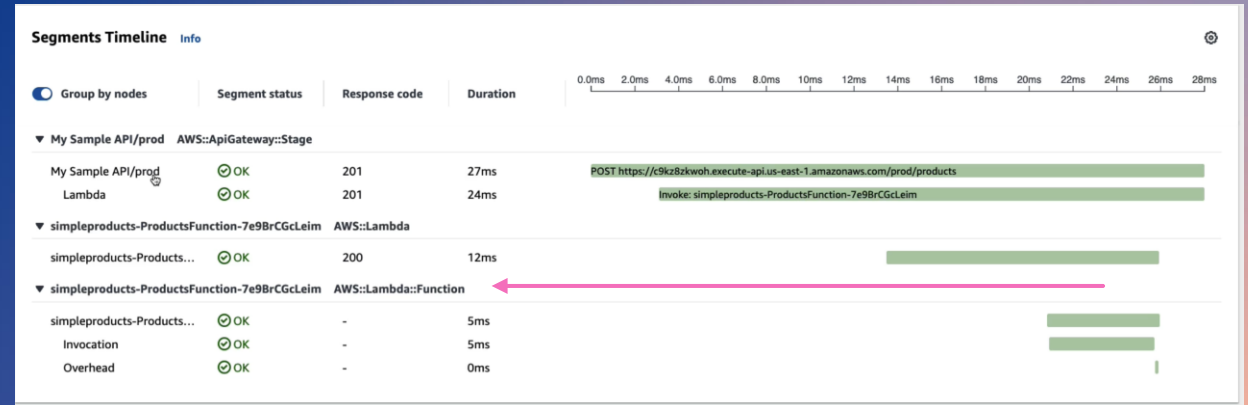 Segments Timeline Info
0.0ms 2.0ms 4.0ms 6.0ms 8.0ms 10ms 12ms 14ms 16ms 18ms 20ms 22ms 24ms 26ms 28ms
Group by nodes Segment status Response code Duration
My Sample API/prod AWS::ApiGateway::Stage
My Sample API/prod OK 201 27ms POST https://c9kz8zkwoh.execute-api.us-east-1.amazonaws.com/prod/products
Lambda OK 201 24ms Invoke: simpleproducts-ProductsFunction-7e9BrCGcLeim
simpleproducts-ProductsFunction-7e9BrCGcLeim AWS::Lambda
simpleproducts-Products... OK 200 12ms
simpleproducts-ProductsFunction-7e9BrCGcLeim AWS::Lambda::Function
simpleproducts-Products... OK - 5ms
Invocation OK - 5ms
Overhead OK - 0ms